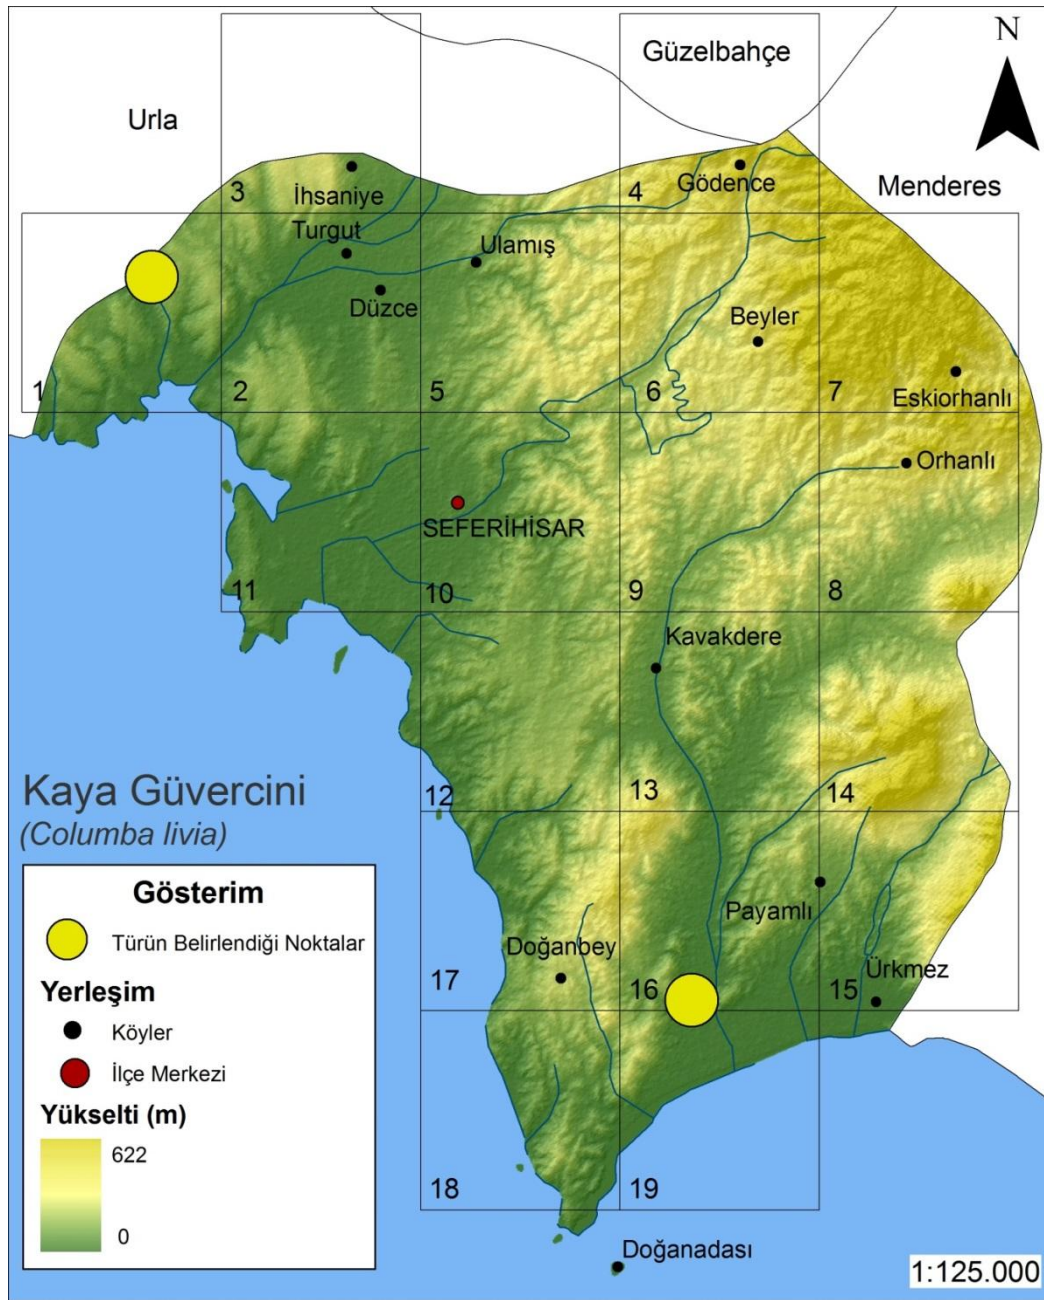 N
Güzelbahçe
Urla
Menderes
3
4
İhsaniye
Gödence
Turgut
Ulamış
Düzce
Beyler
1
2
5
6
7
Eskiorhanlı
Orhanlı
SEFERİHİSAR
11
10
9
8
Kavakdere
Kaya Güvercini
(Columba livia)
12
13
14
Payamlı
Doğanbey
Ürkmez
17
16
15
18
19
Doğanadası
Gösterim
Türün Belirlendiği Noktalar
Yerleşim
Köyler
İlçe Merkezi
Yükselti (m)
622
0
1:125.000